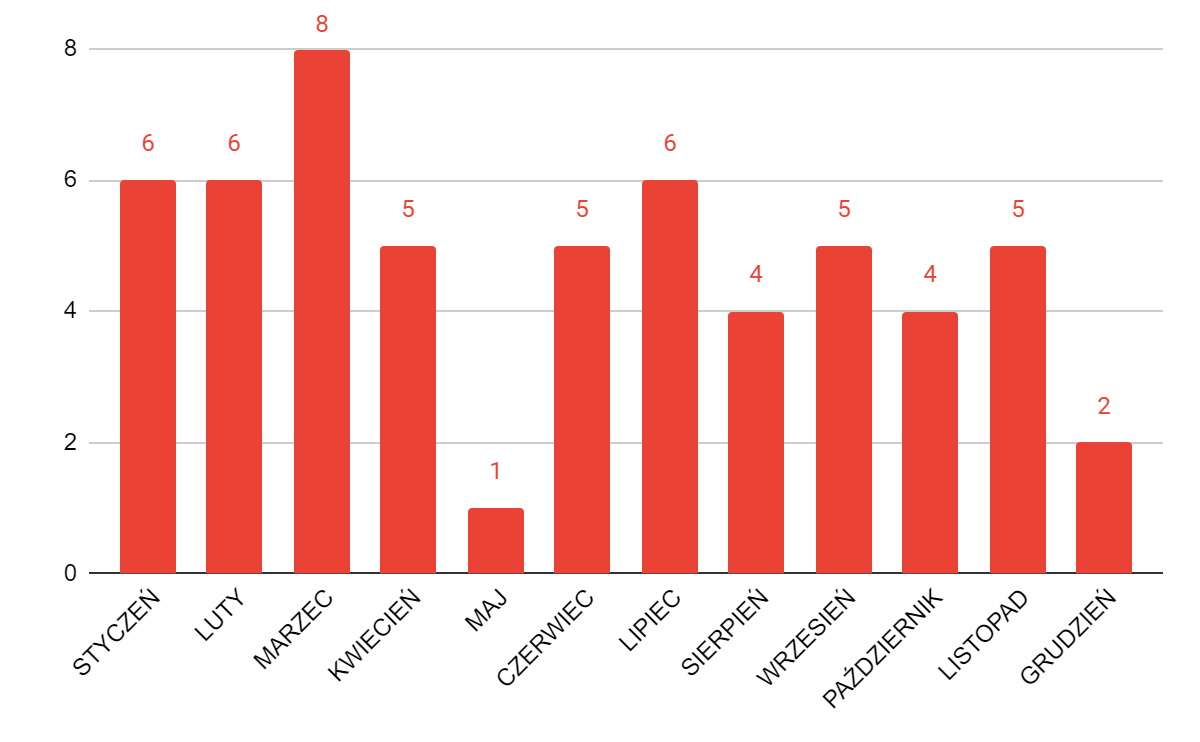 8
8
6
6
6
6
5
5
5
5
4
4
4
2
2
1
0
STYCZEŃ
LUTY
MARZEC
KWIECIEŃ
MAJ
CZERWIEC
LIPIEC
SIERPIEŃ
WRZESIEŃ
PAŹDZIERNIK
LISTOPAD
GRUDZIEŃ